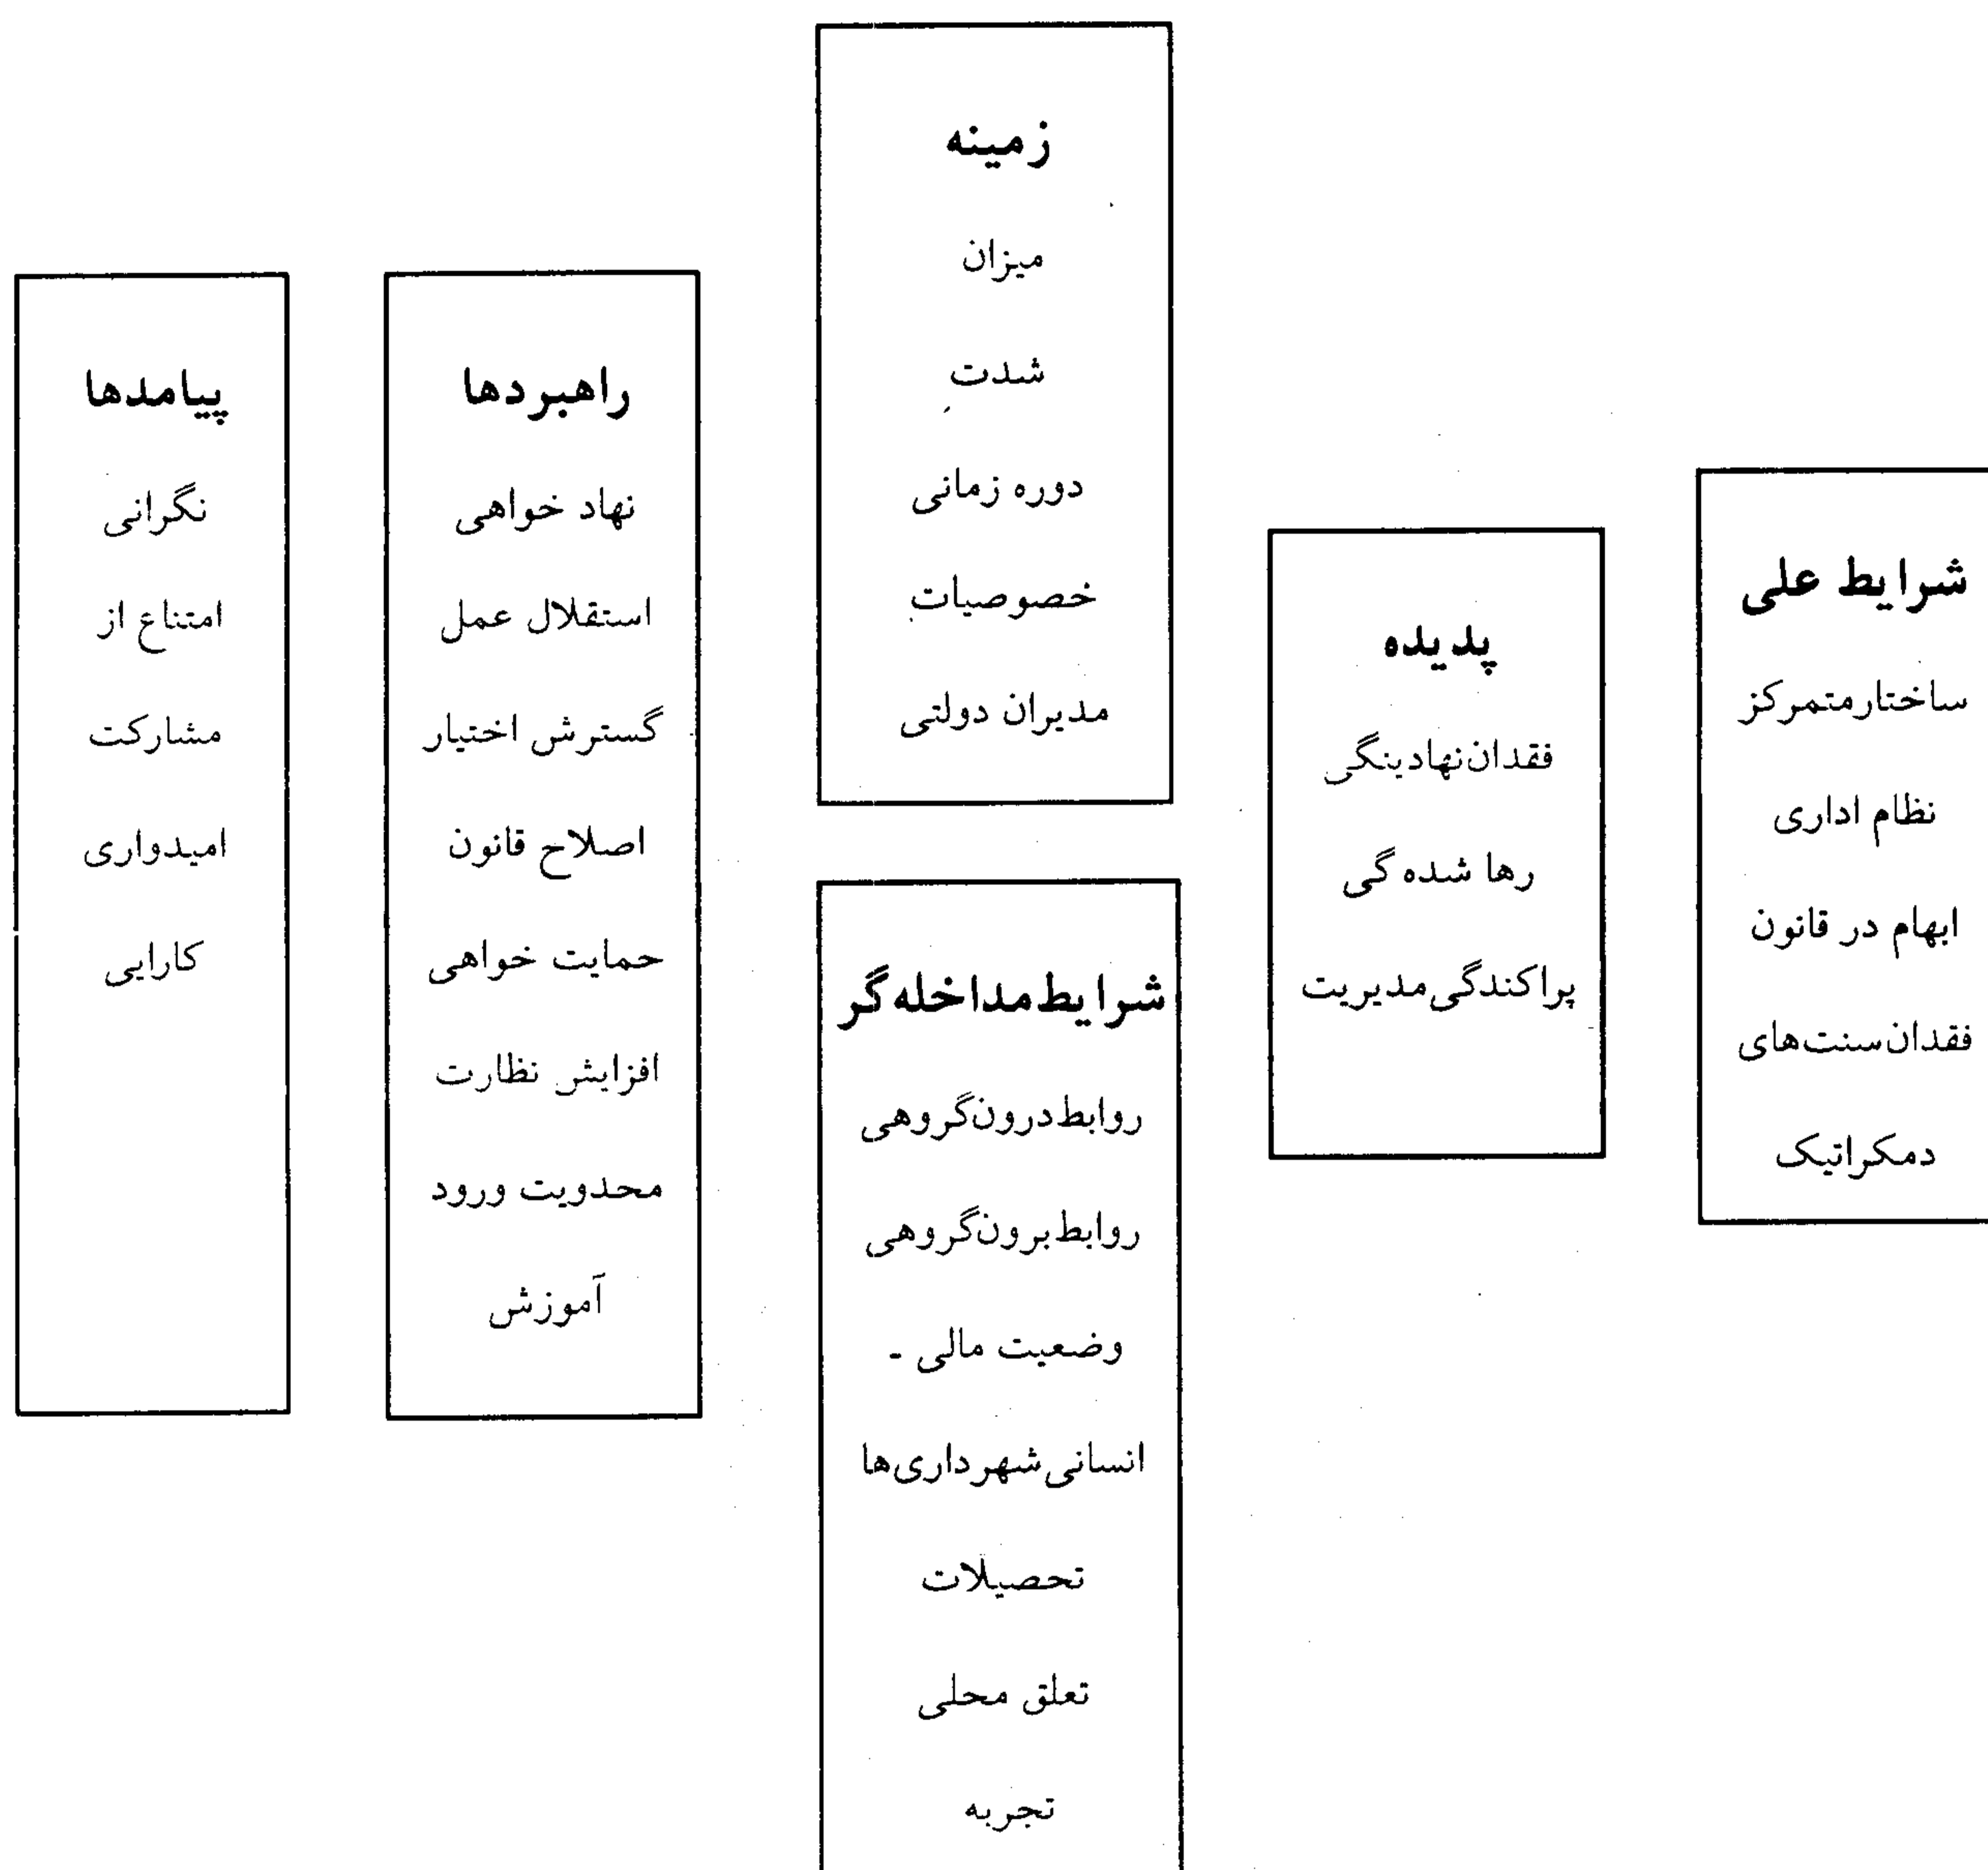 شرایط علی
ساختارمتمرکز
نظام اداری
ابهام در قانون
فقدان‌سنت‌های
دمکراتیک
پدیده
فقدان‌نهادینگی
رها شده گی
پراکندگی‌مدیریت
زمینه
میزان
شدت
دوره زمانی
خصوصیات
مدیران دولتی
شرایط‌مداخله‌گر
روابط‌درون‌گروهی
روابط‌برون‌گروهی
وضعیت مالی -
انسانی‌شهرداری‌ها
تحصیلات
تعلق محلی
تجربه
راهبردها
نهاد خواهی
استقلال عمل
گسترش اختیار
اصلاح قانون
حمایت خواهی
افزایش نظارت
محدویت ورود
آموزش
پیامدها
نگرانی
امتناع از
مشارکت
امیدواری
کارایی